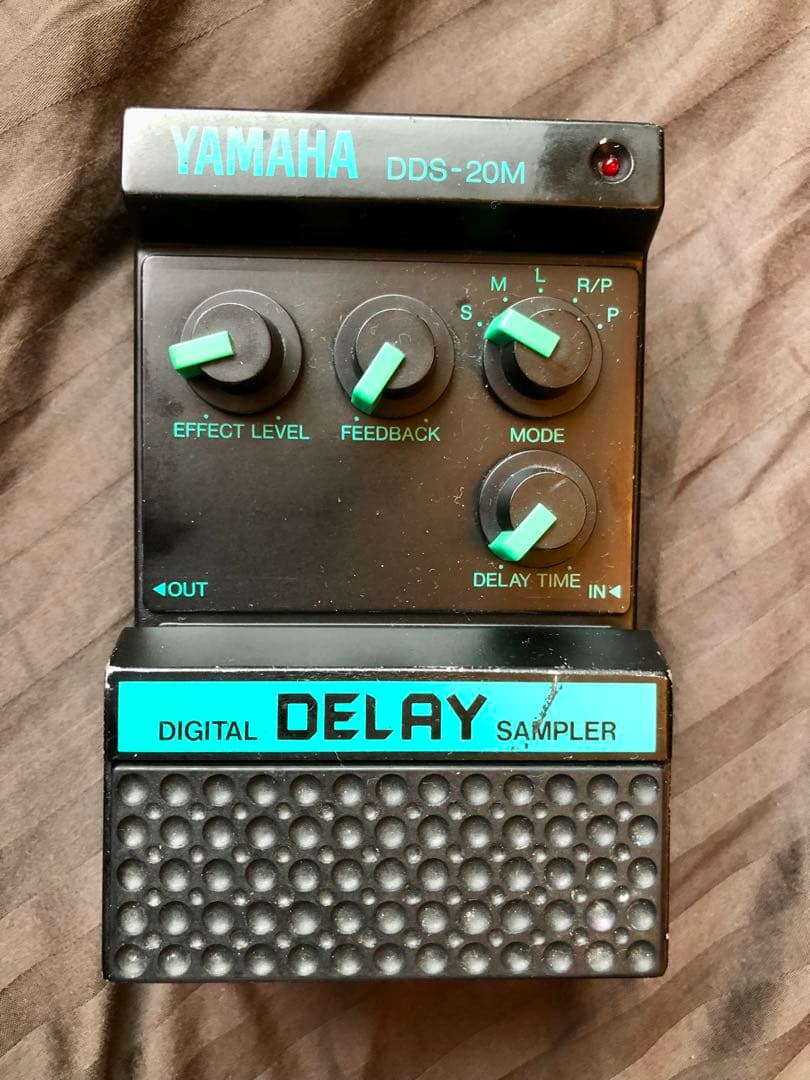 YAMAHA DDS-20M
S M L R/P P
EFFECT LEVEL FEEDBACK MODE
DELAY TIME
◀OUT IN◀
DIGITAL DELAY SAMPLER